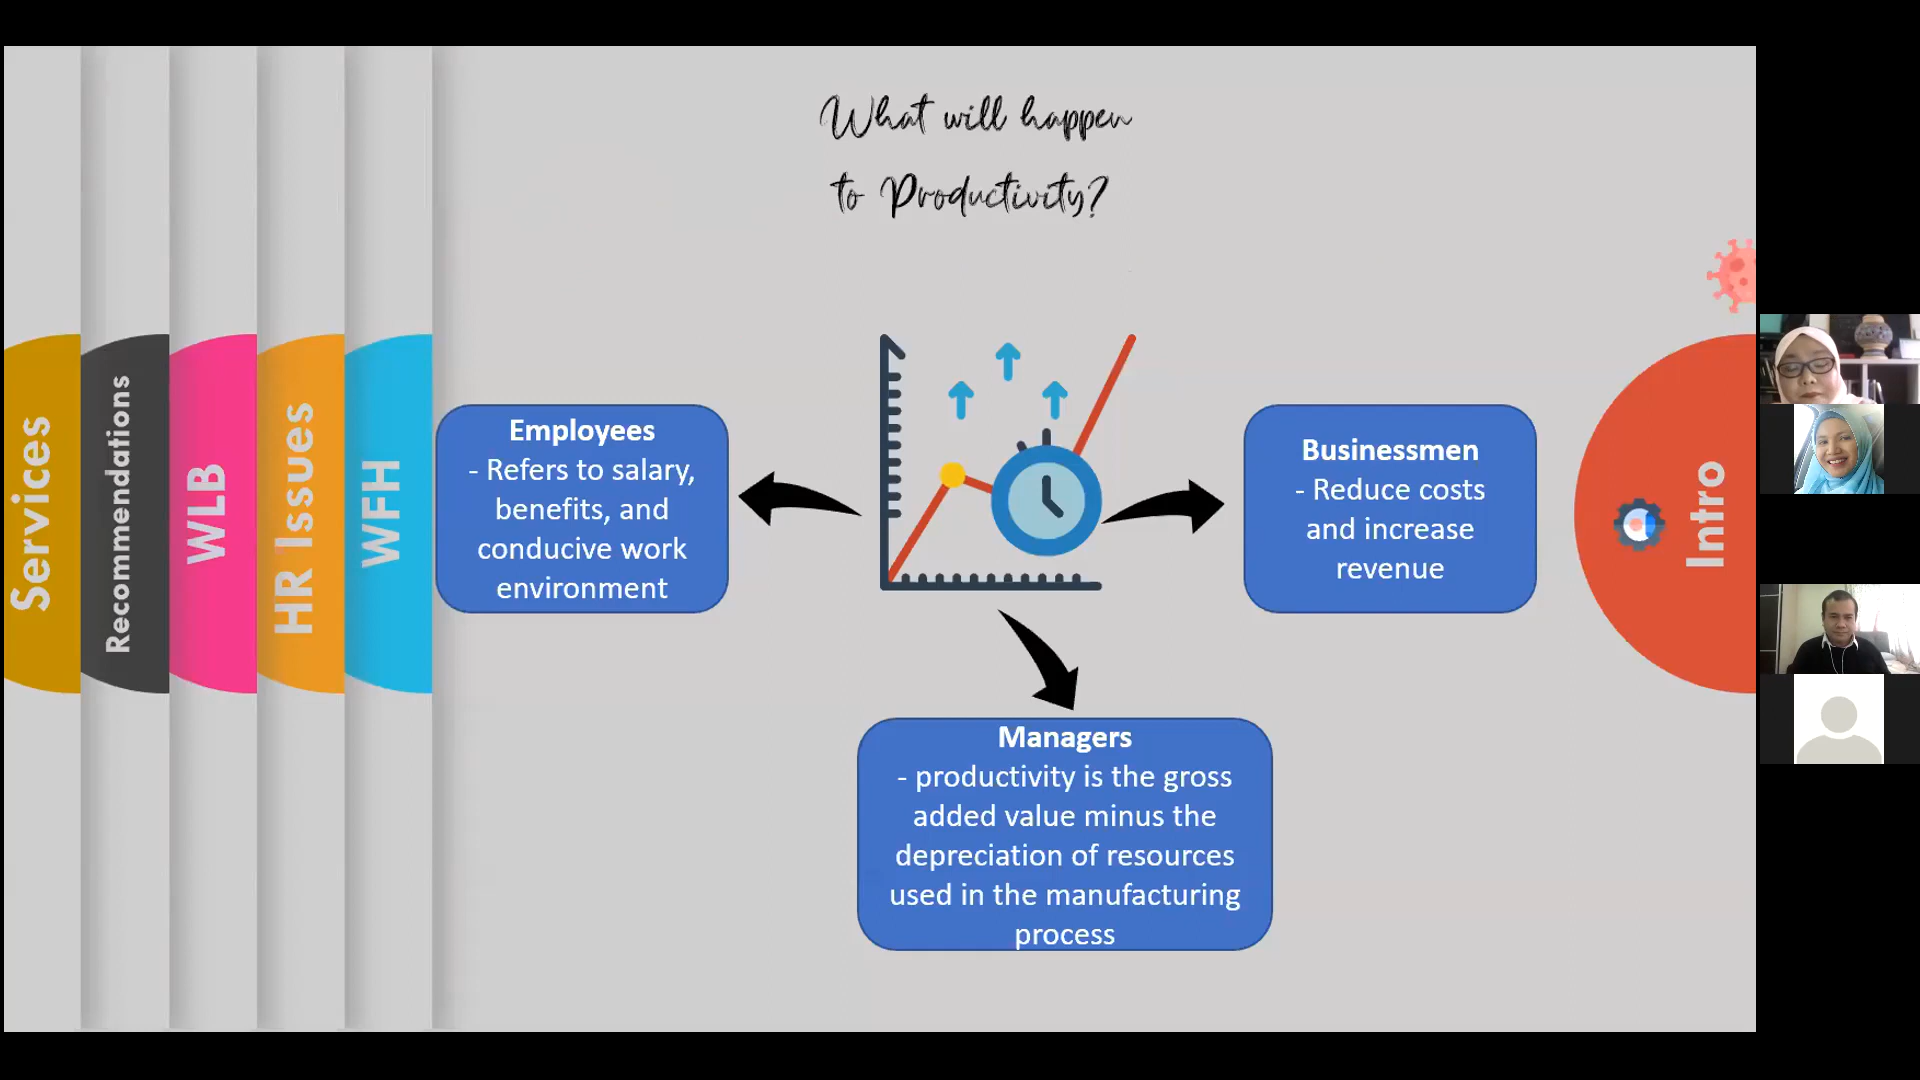 What will happen
to Productivity?
Services
Recommendations
WLB
HR Issues
WFH
Employees
- Refers to salary,
benefits, and
conducive work
environment
Businessmen
- Reduce costs
and increase
revenue
Intro
Managers
- productivity is the gross
added value minus the
depreciation of resources
used in the manufacturing
process